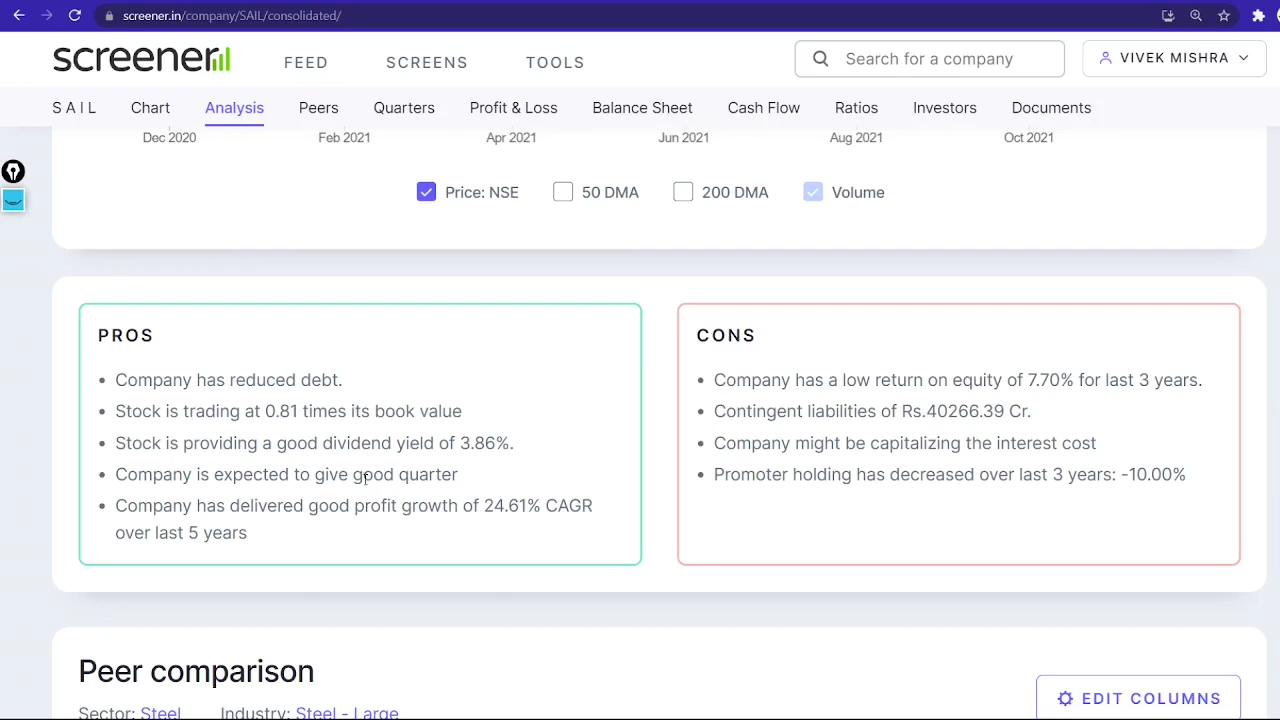 screener.in/company/SAIL/consolidated/
screener
FEED SCREENS TOOLS
Search for a company
VIVEK MISHRA
S A I L Chart Analysis Peers Quarters Profit & Loss Balance Sheet Cash Flow Ratios Investors Documents
Dec 2020 Feb 2021 Apr 2021 Jun 2021 Aug 2021 Oct 2021
Price: NSE 50 DMA 200 DMA Volume
PROS
• Company has reduced debt.
• Stock is trading at 0.81 times its book value
• Stock is providing a good dividend yield of 3.86%.
• Company is expected to give good quarter
• Company has delivered good profit growth of 24.61% CAGR
over last 5 years
CONS
• Company has a low return on equity of 7.70% for last 3 years.
• Contingent liabilities of Rs.40266.39 Cr.
• Company might be capitalizing the interest cost
• Promoter holding has decreased over last 3 years: -10.00%
Peer comparison
Sector: Steel Industry: Steel - Large
EDIT COLUMNS